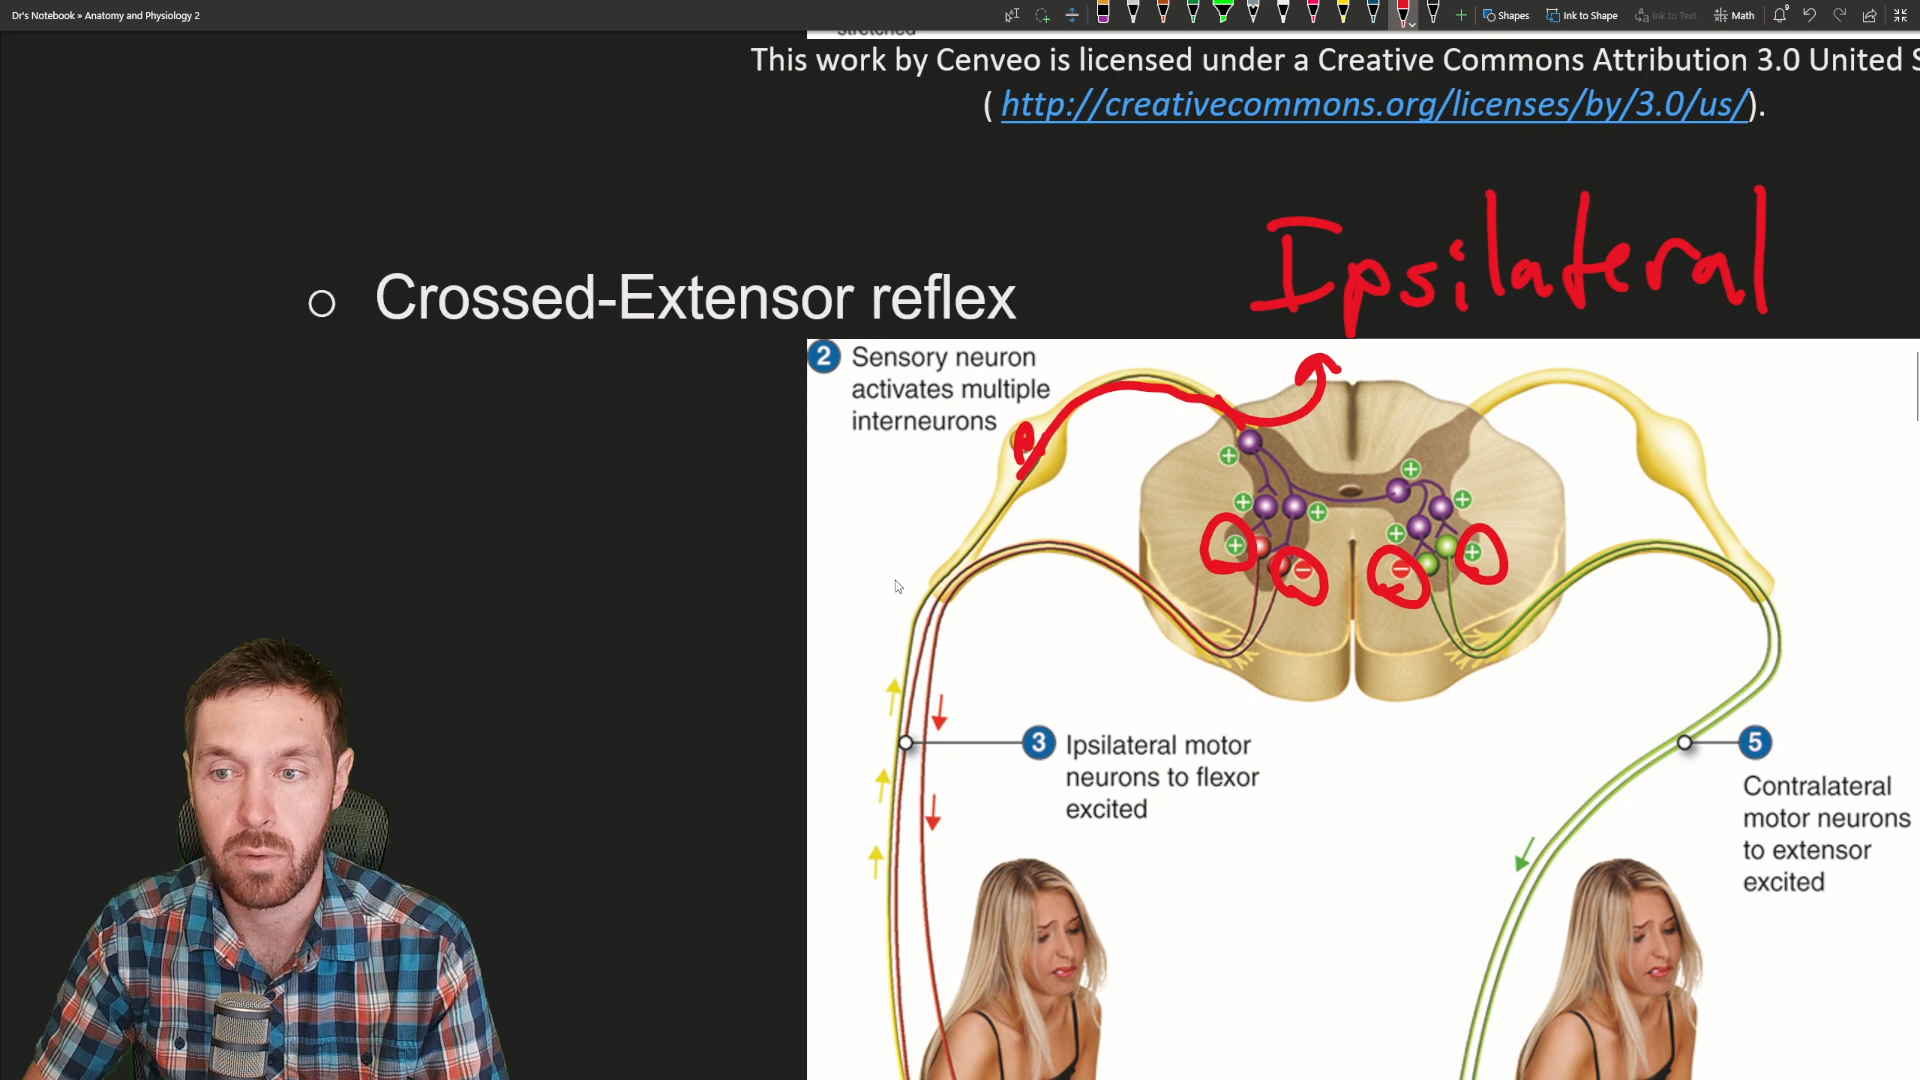 Dr's Notebook » Anatomy and Physiology 2
Shapes
Ink to Shape
Ink to Text
Math
stretched
This work by Cenveo is licensed under a Creative Commons Attribution 3.0 United S
( http://creativecommons.org/licenses/by/3.0/us/).
Ipsilateral
Crossed-Extensor reflex
2 Sensory neuron
activates multiple
interneurons
3 Ipsilateral motor
neurons to flexor
excited
5
Contralateral
motor neurons
to extensor
excited